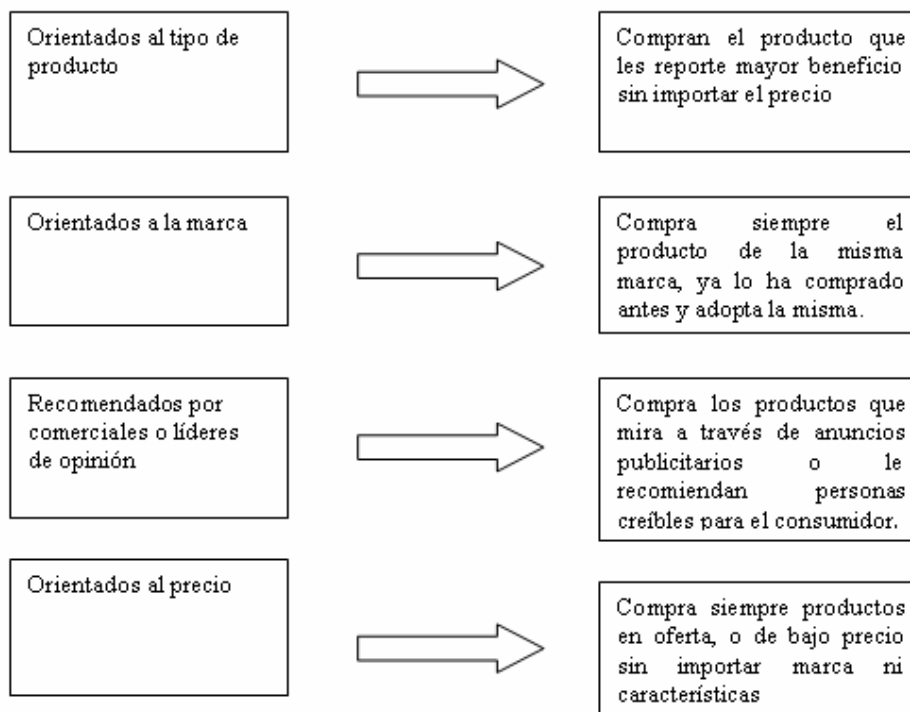 Orientados al tipo de
producto
Compran el producto que
les reporte mayor beneficio
sin importar el precio
Orientados a la marca
Compra siempre el
producto de la misma
marca, ya lo ha comprado
antes y adopta la misma.
Recomendados por
comerciales o líderes
de opinión
Compra los productos que
mira a través de anuncios
publicitarios o le
recomiendan personas
creíbles para el consumidor.
Orientados al precio
Compra siempre productos
en oferta, o de bajo precio
sin importar marca ni
características